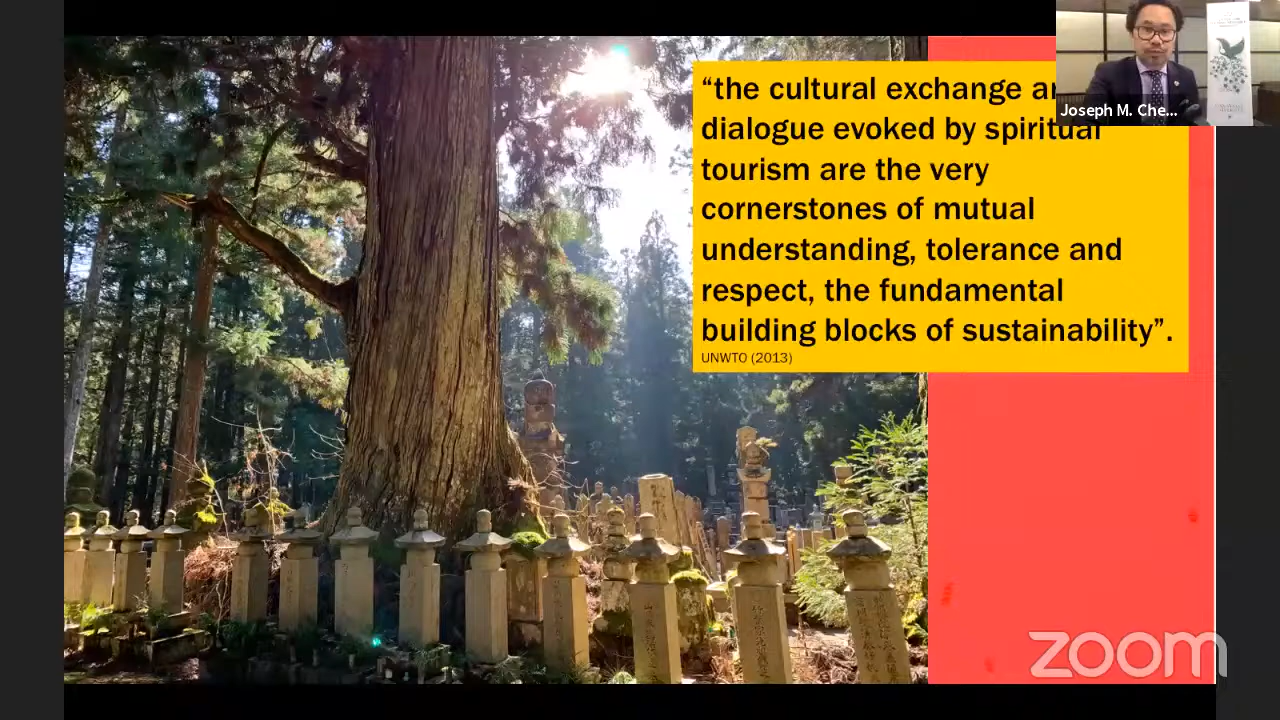 “the cultural exchange
dialogue evoked by spiritual
tourism are the very
cornerstones of mutual
understanding, tolerance and
respect, the fundamental
building blocks of sustainability”.
UNWTO (2013)
Joseph M. Che...
zoom